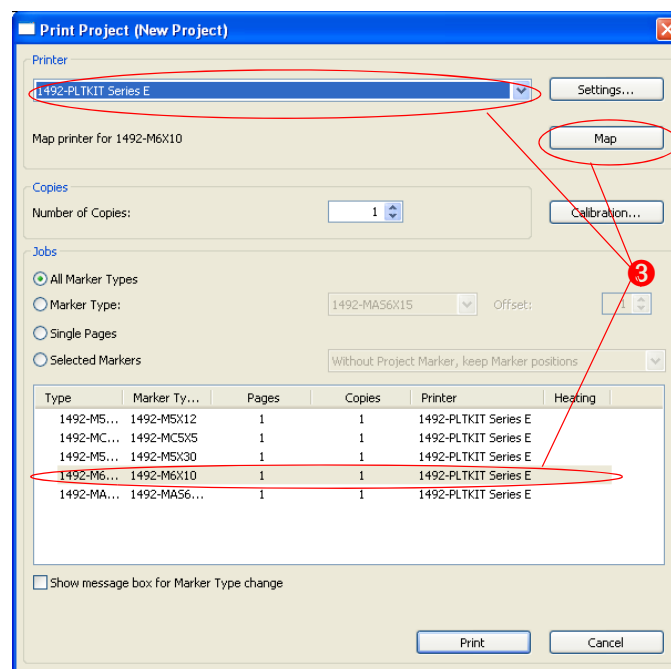 Print Project (New Project)
Printer
1492-PLTKIT Series E
Settings...
Map printer for 1492-M6X10
Map
Copies
Number of Copies:
1
Calibration...
Jobs
All Marker Types
3
Marker Type:
1492-MAS6X15
Offset:
1
Single Pages
Selected Markers
Without Project Marker, keep Marker positions
Type Marker Ty... Pages Copies Printer Heating
1492-M5... 1492-M5X12 1 1 1492-PLTKIT Series E
1492-MC... 1492-MC5X5 1 1 1492-PLTKIT Series E
1492-M5... 1492-M5X30 1 1 1492-PLTKIT Series E
1492-M6... 1492-M6X10 1 1 1492-PLTKIT Series E
1492-MA... 1492-MAS6... 1 1 1492-PLTKIT Series E
Show message box for Marker Type change
Print
Cancel